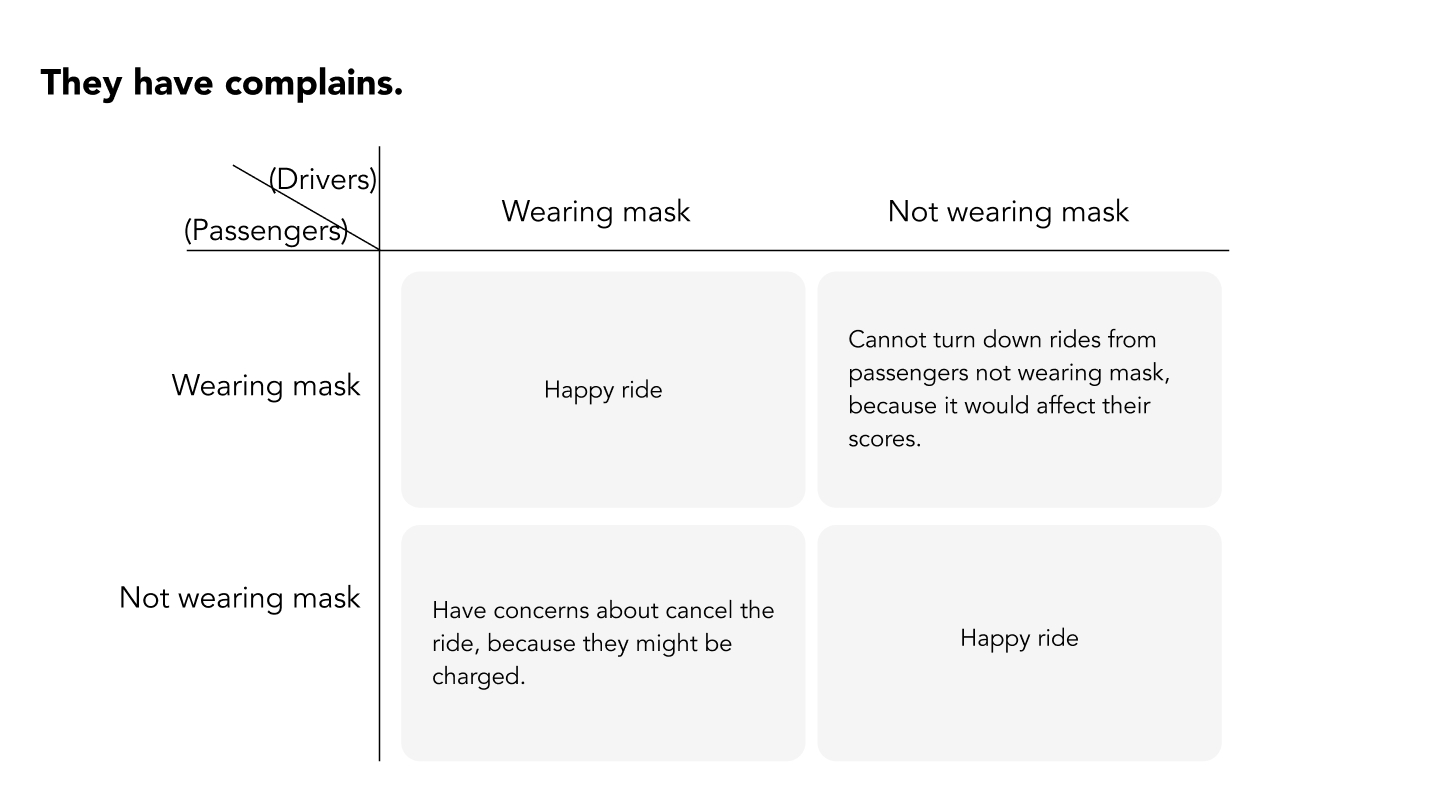 They have complains.
(Drivers)
(Passengers)
Wearing mask
Not wearing mask
Wearing mask
Happy ride
Cannot turn down rides from
passengers not wearing mask,
because it would affect their
scores.
Not wearing mask
Have concerns about cancel the
ride, because they might be
charged.
Happy ride